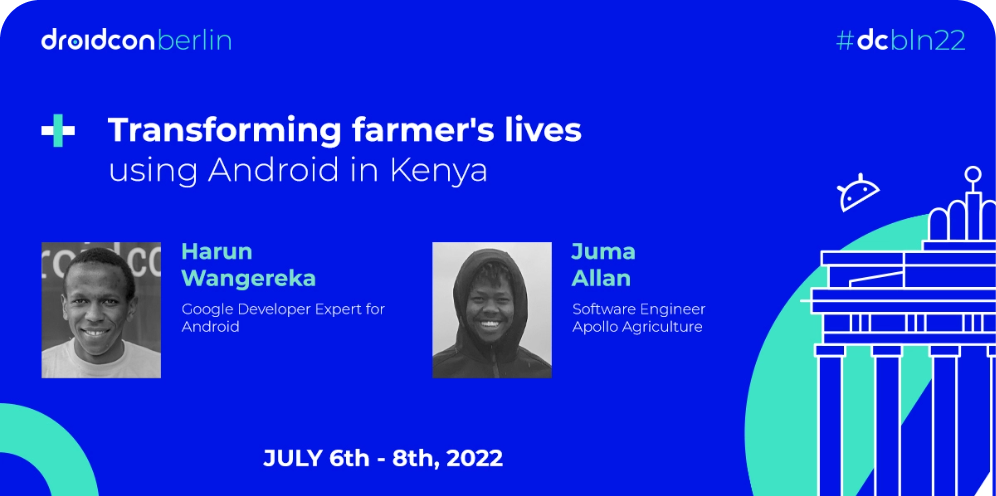 droidconberlin
#dcbln22
Transforming farmer's lives
using Android in Kenya
Harun
Wangereka
Google Developer Expert for
Android
Juma
Allan
Software Engineer
Apollo Agriculture
JULY 6th - 8th, 2022